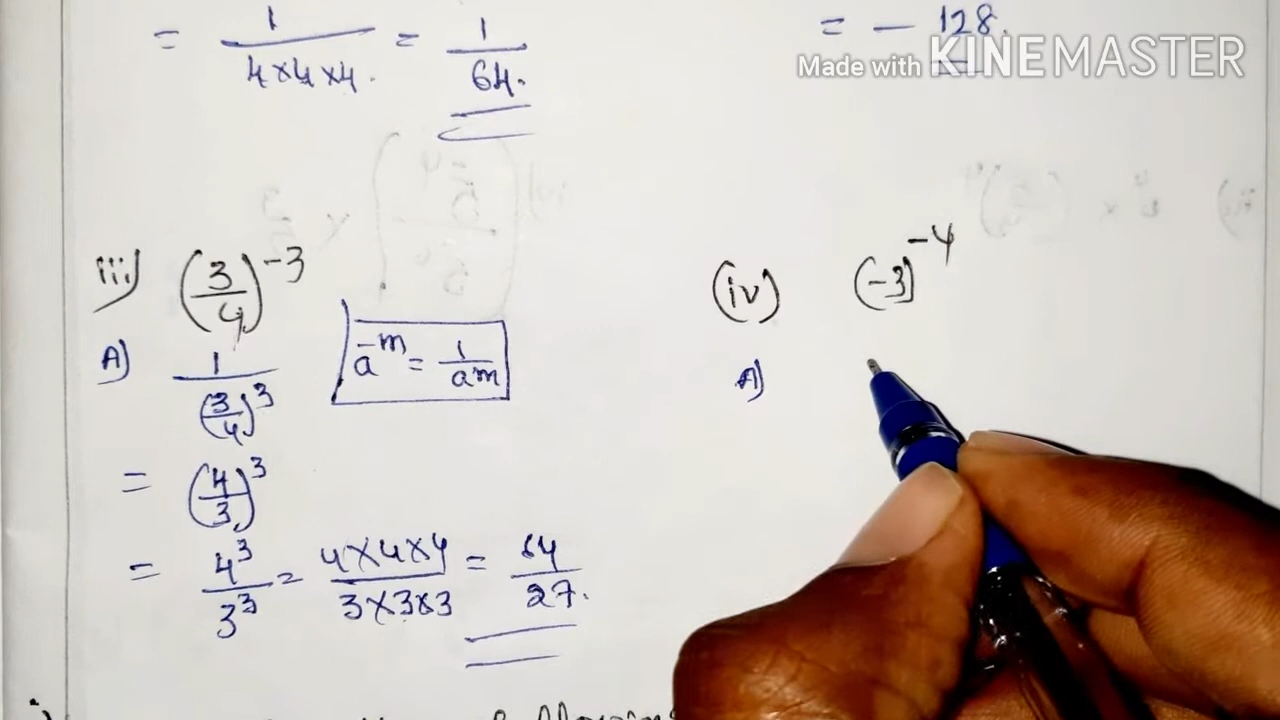 = 1/(4×4×4) = 1/64.
= -128.
Made with KINEMASTER
iii) (3/4)^-3
A) 1/(3/4)^3
a^-m = 1/a^m
= (4/3)^3
= 4^3/3^3 = (4×4×4)/(3×3×3) = 64/27.
(iv) (-3)^-4
A)